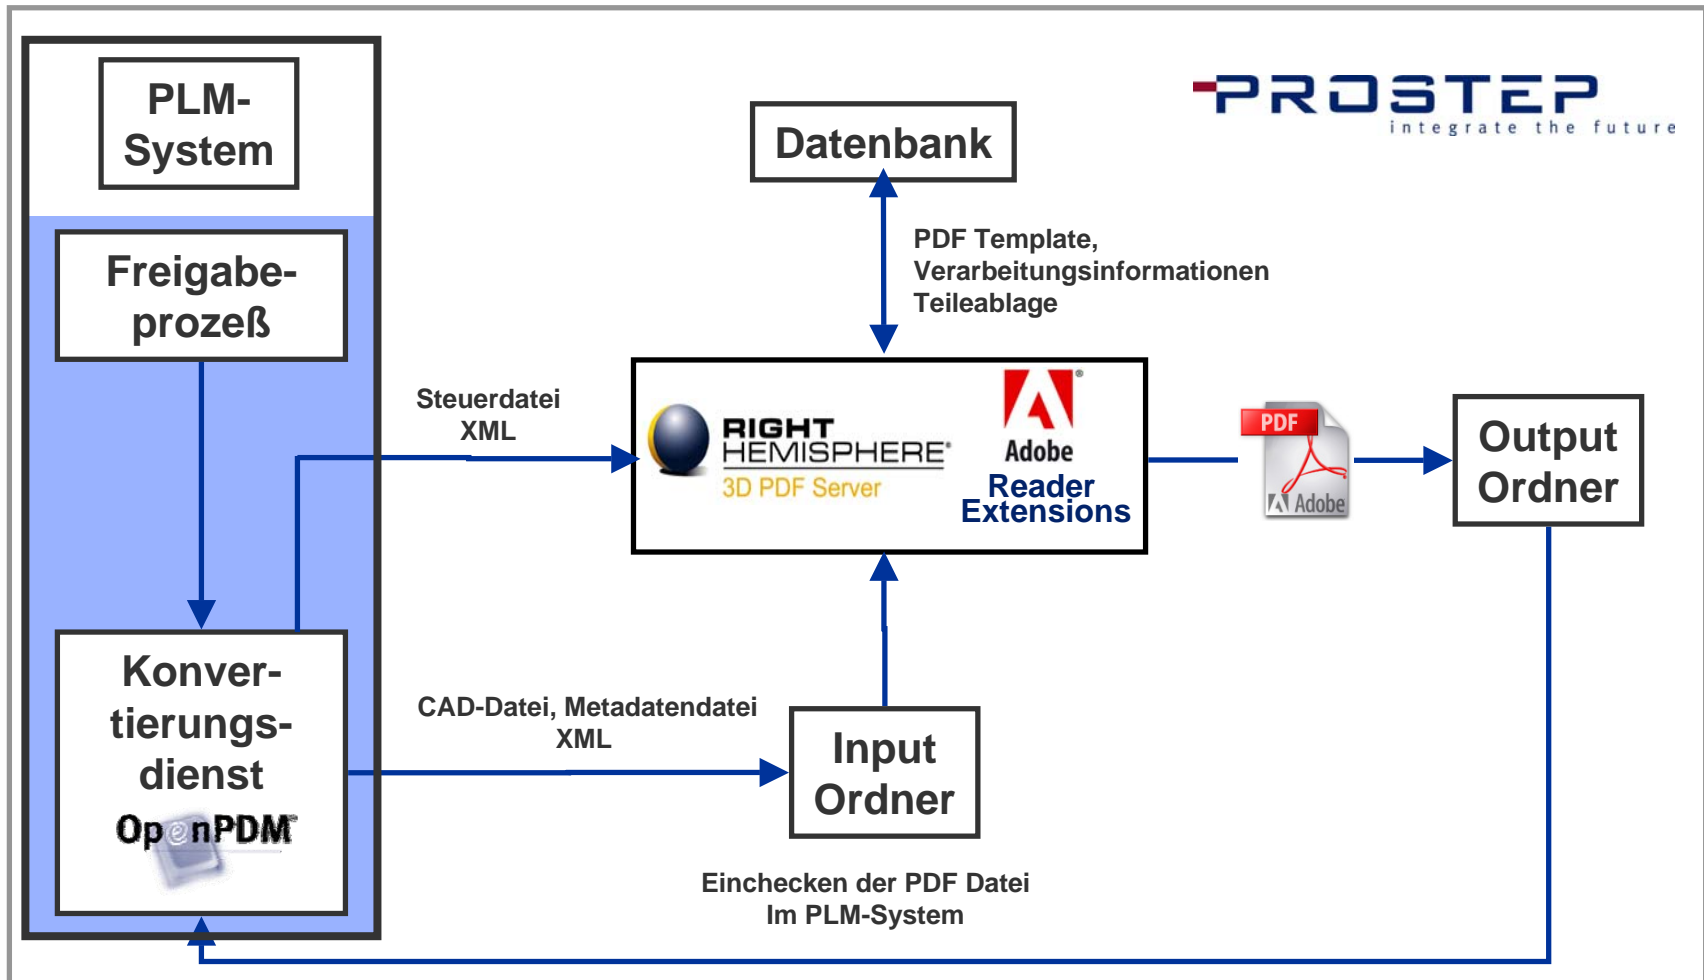 PLM-
System
PROSTEP
integrate the future
Datenbank
Freigabe-
prozeß
PDF Template,
Verarbeitungsinformationen
Teileablage
Steuerdatei
XML
RIGHT
HEMISPHERE®
3D PDF Server
®
Adobe
Reader
Extensions
PDF
Adobe
Output
Ordner
Konver-
tierungs-
dienst
OpenPDM
CAD-Datei, Metadatendatei
XML
Input
Ordner
Einchecken der PDF Datei
Im PLM-System